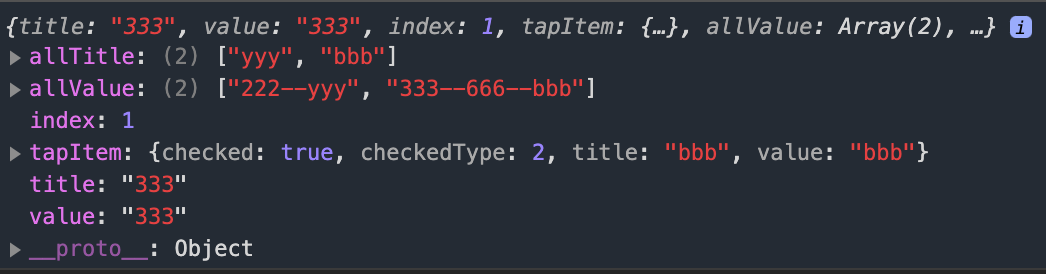 {title: "333", value: "333", index: 1, tapItem: {…}, allValue: Array(2), …} i
▶ allTitle: (2) ["yyy", "bbb"]
▶ allValue: (2) ["222--yyy", "333--666--bbb"]
index: 1
▶ tapItem: {checked: true, checkedType: 2, title: "bbb", value: "bbb"}
title: "333"
value: "333"
▶ __proto__: Object